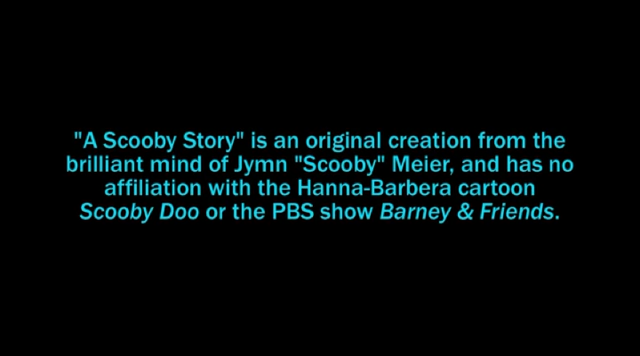 "A Scooby Story" is an original creation from the
brilliant mind of Jymn "Scooby" Meier, and has no
affiliation with the Hanna-Barbera cartoon
Scooby Doo or the PBS show Barney & Friends.